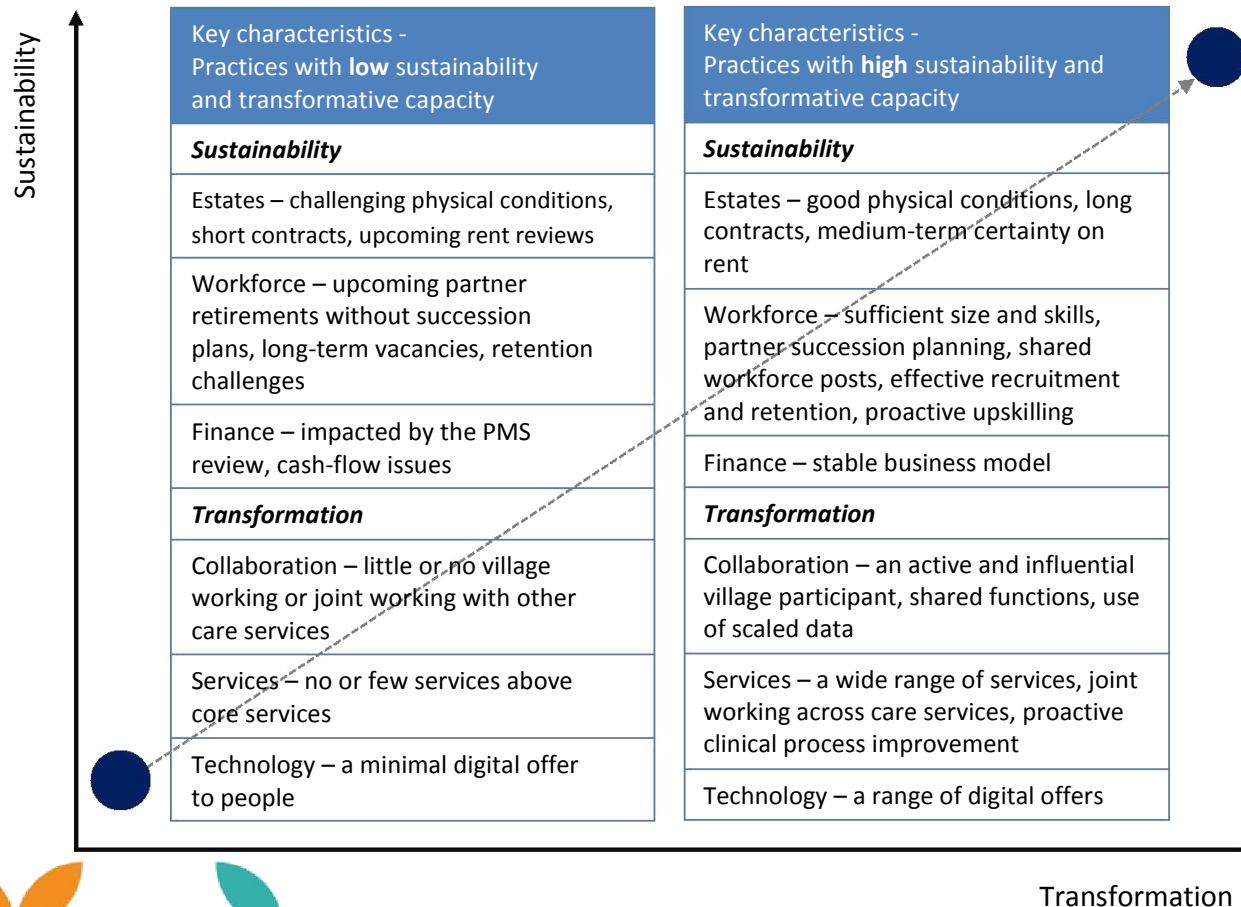 Sustainability
Key characteristics -
Practices with low sustainability
and transformative capacity
Sustainability
Estates – challenging physical conditions,
short contracts, upcoming rent reviews
Workforce – upcoming partner
retirements without succession
plans, long-term vacancies, retention
challenges
Finance – impacted by the PMS
review, cash-flow issues
Transformation
Collaboration – little or no village
working or joint working with other
care services
Services – no or few services above
core services
Technology – a minimal digital offer
to people
Key characteristics -
Practices with high sustainability and
transformative capacity
Sustainability
Estates – good physical conditions, long
contracts, medium-term certainty on
rent
Workforce – sufficient size and skills,
partner succession planning, shared
workforce posts, effective recruitment
and retention, proactive upskilling
Finance – stable business model
Transformation
Collaboration – an active and influential
village participant, shared functions, use
of scaled data
Services – a wide range of services, joint
working across care services, proactive
clinical process improvement
Technology – a range of digital offers
Transformation